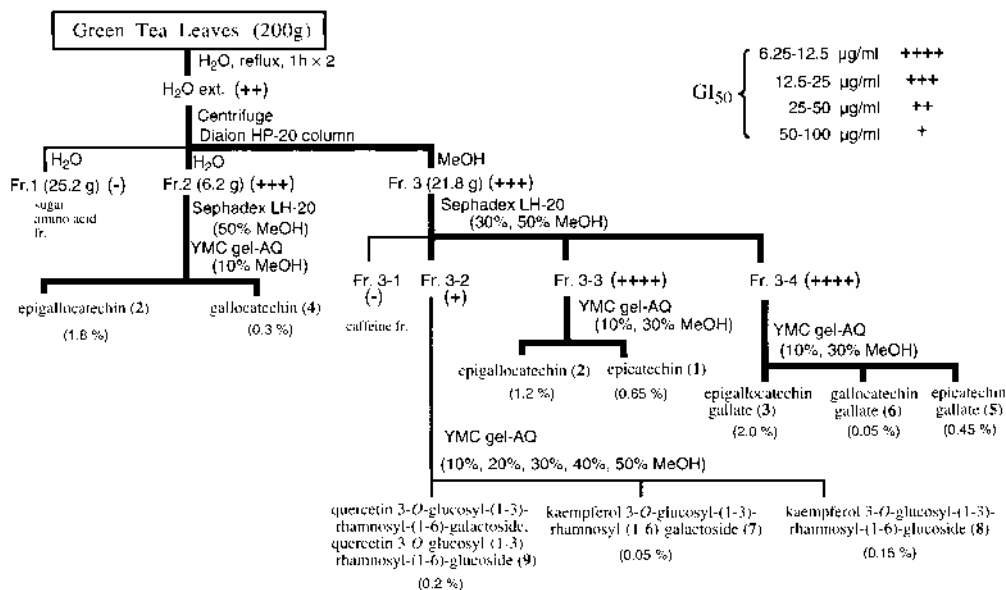 Green Tea Leaves (200g)
H₂O, reflux, 1h × 2
H₂O ext. (++)
Centrifuge
Diaion HP-20 column
GI₅₀
6.25-12.5 µg/ml ++++
12.5-25 µg/ml +++
25-50 µg/ml ++
50-100 µg/ml +
H₂O
H₂O
MeOH
Fr.1 (25.2 g) (-)
Fr.2 (6.2 g) (+++)
Fr. 3 (21.8 g) (+++)
sugar
amino acid
fr.
Sephadex LH-20
(50% MeOH)
YMC gel-AQ
(10% MeOH)
Sephadex LH-20
(30%, 50% MeOH)
epigallocatechin (2)
(1.8 %)
gallocatechin (4)
(0.3 %)
Fr. 3-1
(-)
caffeine fr.
Fr. 3-2
(+)
Fr. 3-3 (++++)
Fr. 3-4 (++++)
YMC gel-AQ
(10%, 30% MeOH)
YMC gel-AQ
(10%, 30% MeOH)
epigallocatechin (2)
(1.2 %)
epicatechin (1)
(0.65 %)
epigallocatechin
gallate (3)
(2.0 %)
gallocatechin
gallate (6)
(0.05 %)
epicatechin
gallate (5)
(0.45 %)
YMC gel-AQ
(10%, 20%, 30%, 40%, 50% MeOH)
quercetin 3-O-glucosyl-(1-3)-
rhamnosyl-(1-6)-galactoside,
quercetin 3-O-glucosyl-(1-3)
rhamnosyl-(1-6)-glucoside (9)
(0.2 %)
kaempferol 3-O-glucosyl-(1-3)-
rhamnosyl-(1-6)-galactoside (7)
(0.05 %)
kaempferol 3-O-glucosyl-(1-3)-
rhamnosyl-(1-6)-glucoside (8)
(0.15 %)